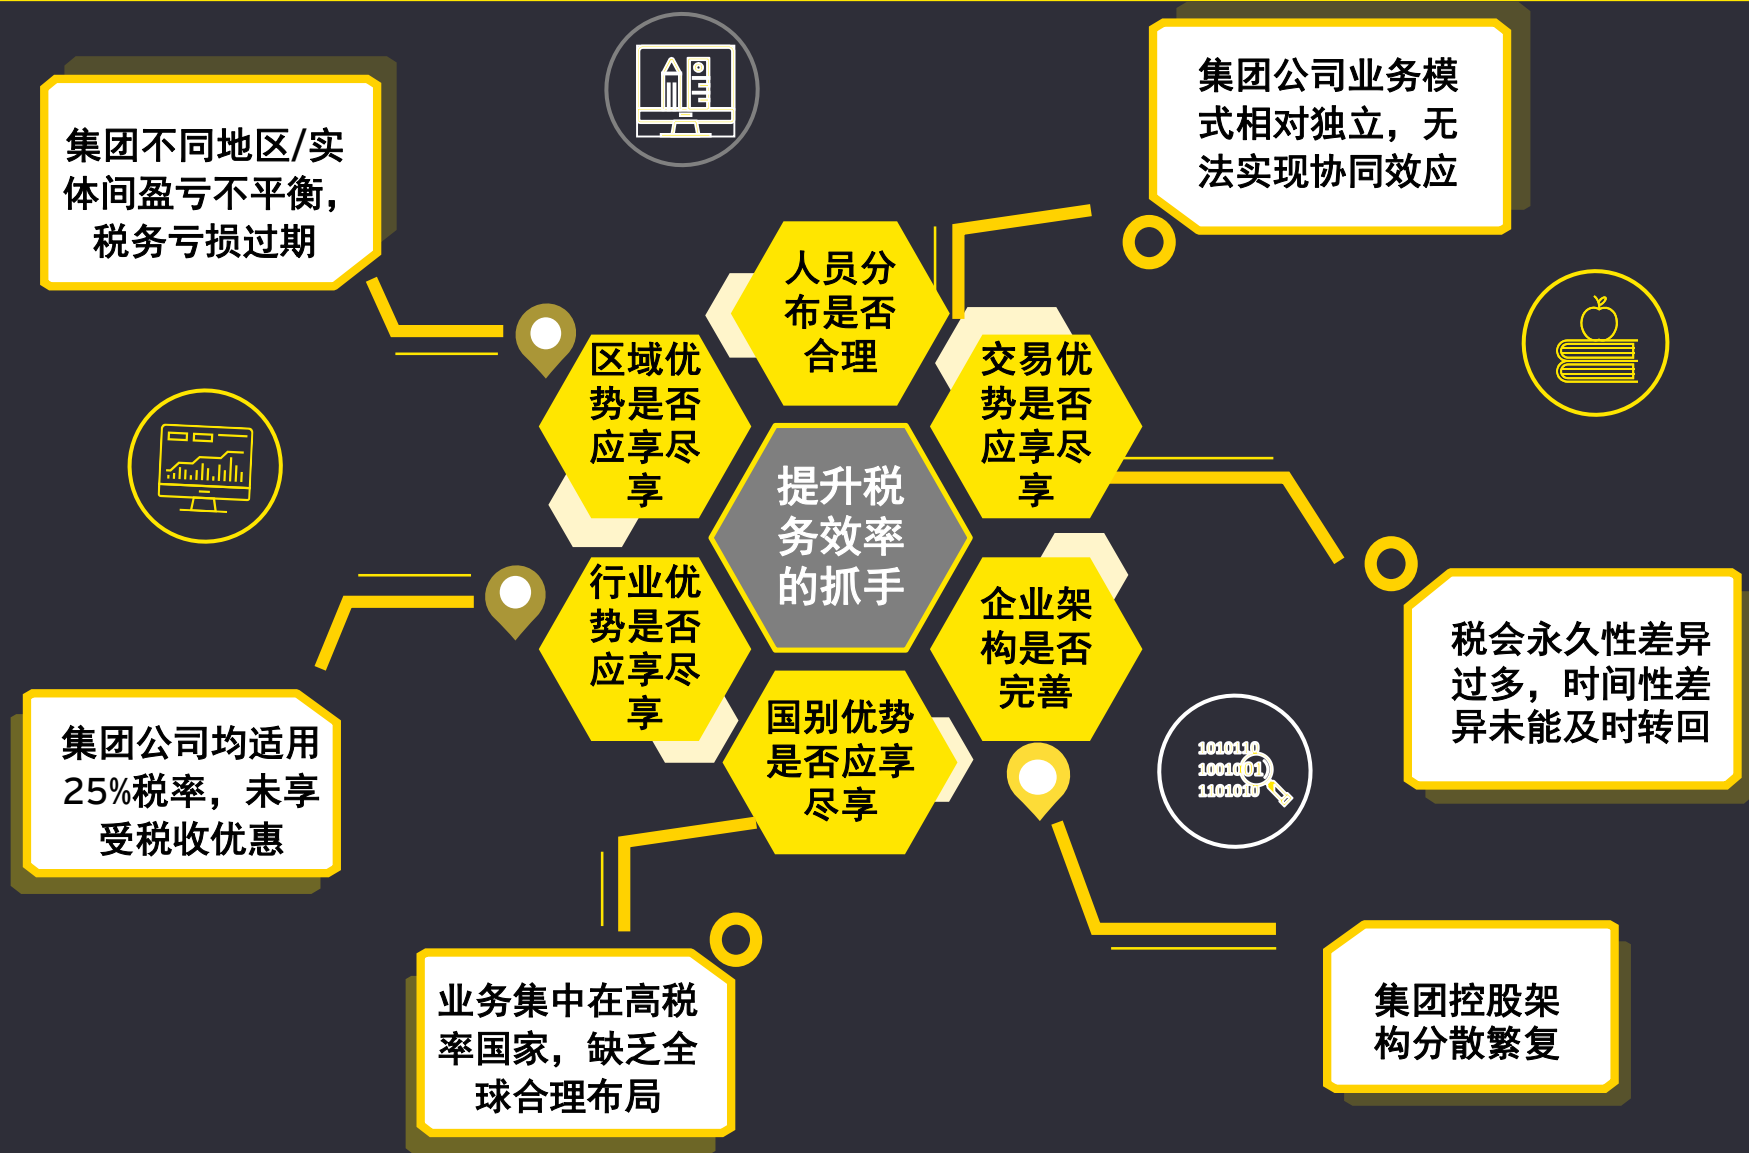 集团不同地区/实
体间盈亏不平衡，
税务亏损过期
集团公司业务模
式相对独立，无
法实现协同效应
人员分
布是否
合理
区域优
势是否
应享尽
享
交易优
势是否
应享尽
享
提升税
务效率
的抓手
行业优
势是否
应享尽
享
企业架
构是否
完善
国别优势
是否应享
尽享
税会永久性差异
过多，时间性差
异未能及时转回
集团公司均适用
25%税率，未享
受税收优惠
1010110
1001001
1101010
业务集中在高税
率国家，缺乏全
球合理布局
集团控股架
构分散繁复